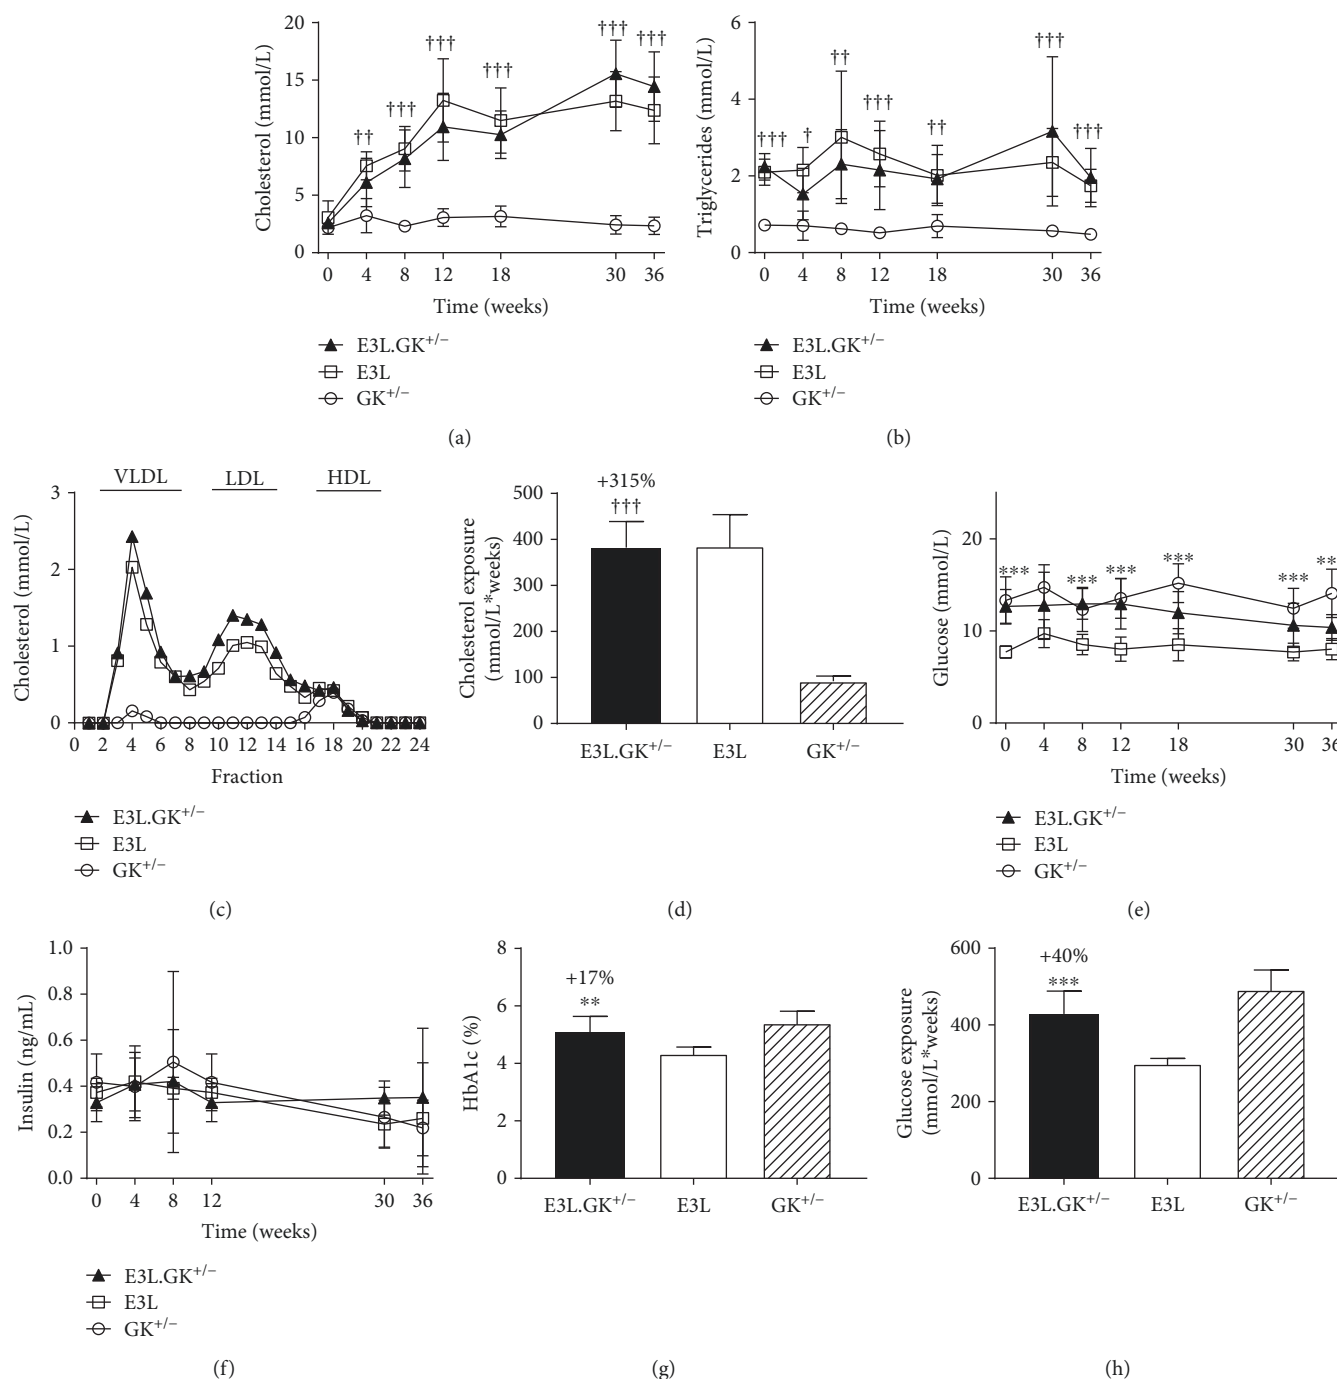 20
15
10
5
0
Cholesterol (mmol/L)
†† ††† ††† ††† ††† †††
0 4 8 12 18 30 36
Time (weeks)
E3L.GK+/−
E3L
GK+/−
(a)
6
4
2
0
Triglycerides (mmol/L)
††† † †† ††† †† ††† †††
0 4 8 12 18 30 36
Time (weeks)
E3L.GK+/−
E3L
GK+/−
(b)
VLDL LDL HDL
3
2
1
0
Cholesterol (mmol/L)
0 2 4 6 8 10 12 14 16 18 20 22 24
Fraction
E3L.GK+/−
E3L
GK+/−
(c)
500
400
300
200
100
0
Cholesterol exposure
(mmol/L*weeks)
+315%
†††
E3L.GK+/− E3L GK+/−
(d)
20
10
0
Glucose (mmol/L)
*** *** *** *** *** **
0 4 8 12 18 30 36
Time (weeks)
E3L.GK+/−
E3L
GK+/−
(e)
1.0
0.8
0.6
0.4
0.2
0.0
Insulin (ng/mL)
0 4 8 12 30 36
Time (weeks)
E3L.GK+/−
E3L
GK+/−
(f)
8
6
4
2
0
HbA1c (%)
+17%
**
E3L.GK+/− E3L GK+/−
(g)
600
400
200
0
Glucose exposure
(mmol/L*weeks)
+40%
***
E3L.GK+/− E3L GK+/−
(h)